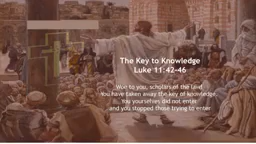 The Key to Knowledge
Luke 11:42-46
Woe to you, scholars of the law!
You have taken away the key of knowledge.
You yourselves did not enter
and you stopped those trying to enter